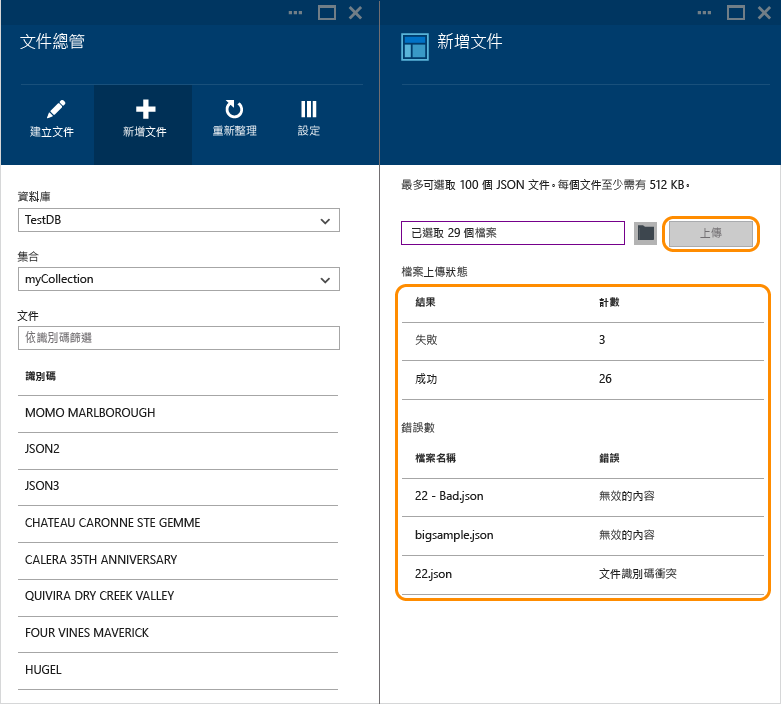 文件總管
建立文件
新增文件
重新整理
設定
資料庫
TestDB
集合
myCollection
文件
依識別碼篩選
識別碼
MOMO MARLBOROUGH
JSON2
JSON3
CHATEAU CARONNE STE GEMME
CALERA 35TH ANNIVERSARY
QUIVIRA DRY CREEK VALLEY
FOUR VINES MAVERICK
HUGEL
新增文件
最多可選取 100 個 JSON 文件。每個文件至少需有 512 KB。
已選取 29 個檔案
上傳
檔案上傳狀態
結果 計數
失敗 3
成功 26
錯誤數
檔案名稱 錯誤
22 - Bad.json 無效的內容
bigsample.json 無效的內容
22.json 文件識別碼衝突